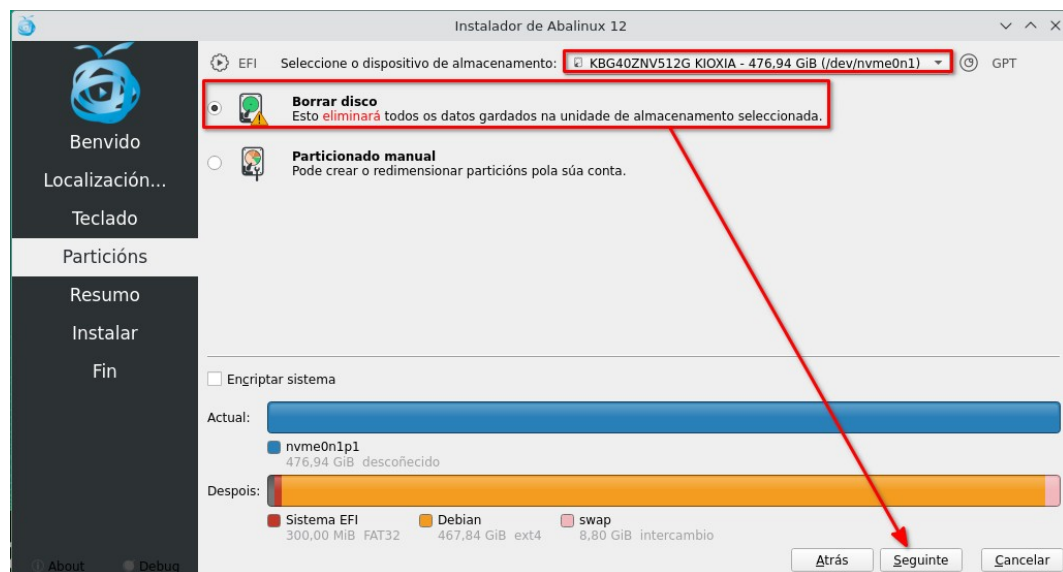 Instalador de Abalinux 12
EFI Seleccione o dispositivo de almacenamento: KBG40ZNV512G KIOXIA - 476,94 GiB (/dev/nvme0n1) GPT
Borrar disco
Esto eliminará todos os datos gardados na unidade de almacenamento seleccionada.
Particionado manual
Pode crear o redimensionar particións pola súa conta.
Benvido
Localización...
Teclado
Particións
Resumo
Instalar
Fin
Encriptar sistema
Actual:
nvme0n1p1
476,94 GiB descoñecido
Despois:
Sistema EFI Debian swap
300,00 MiB FAT32 467,84 GiB ext4 8,80 GiB intercambio
About Debug Atrás Seguinte Cancelar